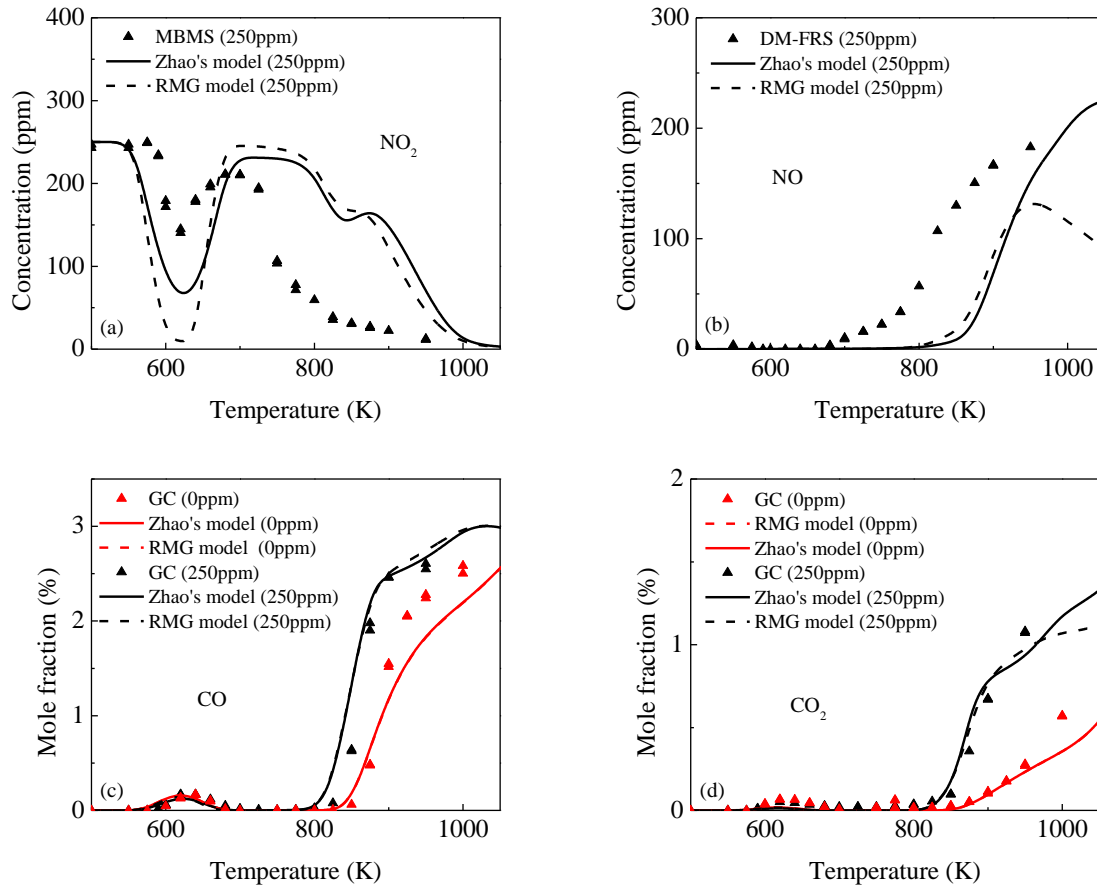 400
300
200
100
0
Concentration (ppm)
MBMS (250ppm)
Zhao's model (250ppm)
RMG model (250ppm)
NO2
(a)
600 800 1000
Temperature (K)
300
200
100
0
Concentration (ppm)
DM-FRS (250ppm)
Zhao's model (250ppm)
RMG model (250ppm)
NO
(b)
600 800 1000
Temperature (K)
3
2
1
0
Mole fraction (%)
GC (0ppm)
Zhao's model (0ppm)
RMG model (0ppm)
GC (250ppm)
Zhao's model (250ppm)
RMG model (250ppm)
CO
(c)
600 800 1000
Temperature (K)
2
1
0
Mole fraction (%)
GC (0ppm)
RMG model (0ppm)
Zhao's model (0ppm)
GC (250ppm)
Zhao's model (250ppm)
RMG model (250ppm)
CO2
(d)
600 800 1000
Temperature (K)